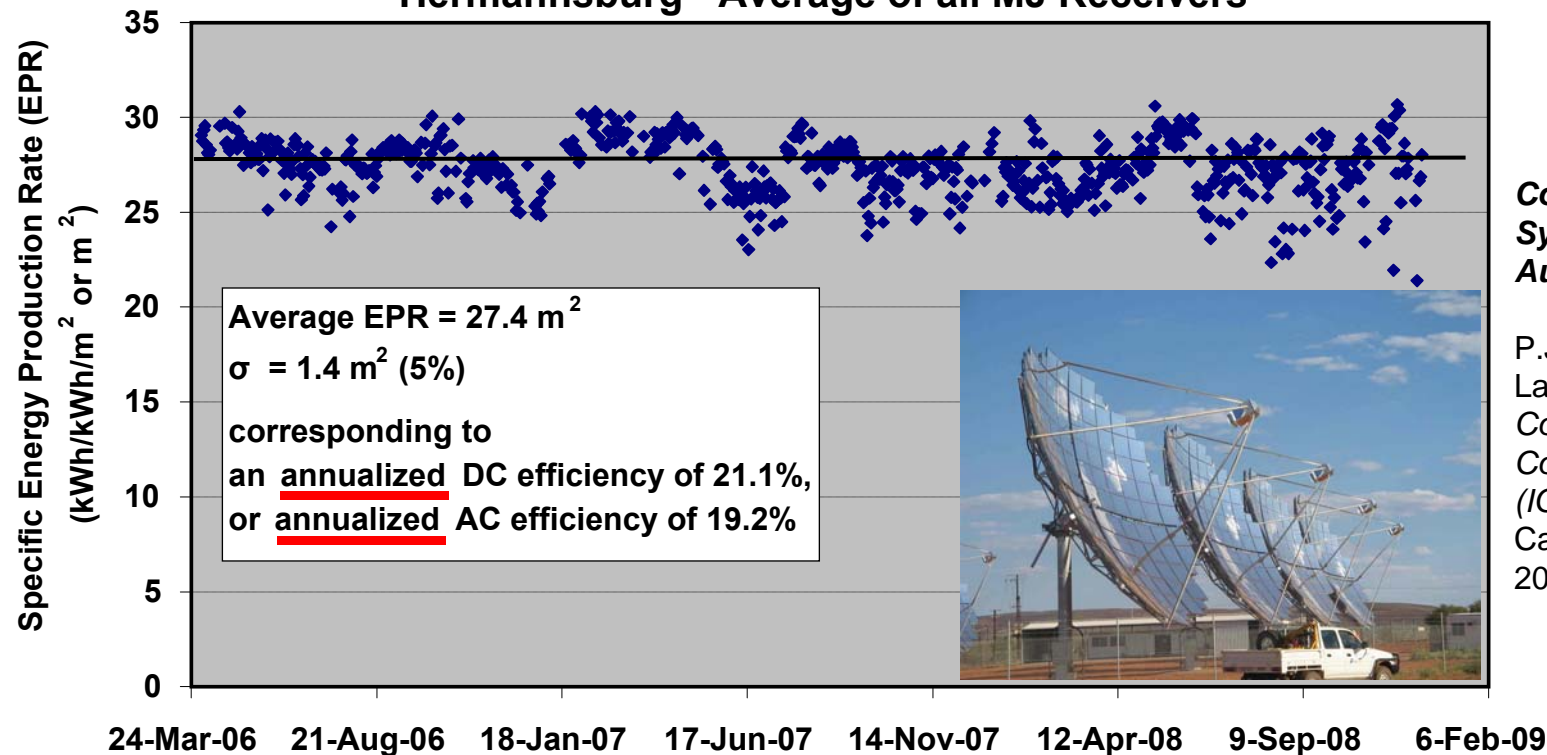 Hermannsburg - Average of all MJ Receivers
Specific Energy Production Rate (EPR)
(kWh/kWh/m² or m²)
35
30
25
20
15
10
5
0
Average EPR = 27.4 m²
σ = 1.4 m² (5%)
corresponding to
an annualized DC efficiency of 21.1%,
or annualized AC efficiency of 19.2%
24-Mar-06 21-Aug-06 18-Jan-07 17-Jun-07 14-Nov-07 12-Apr-08 9-Sep-08 6-Feb-09